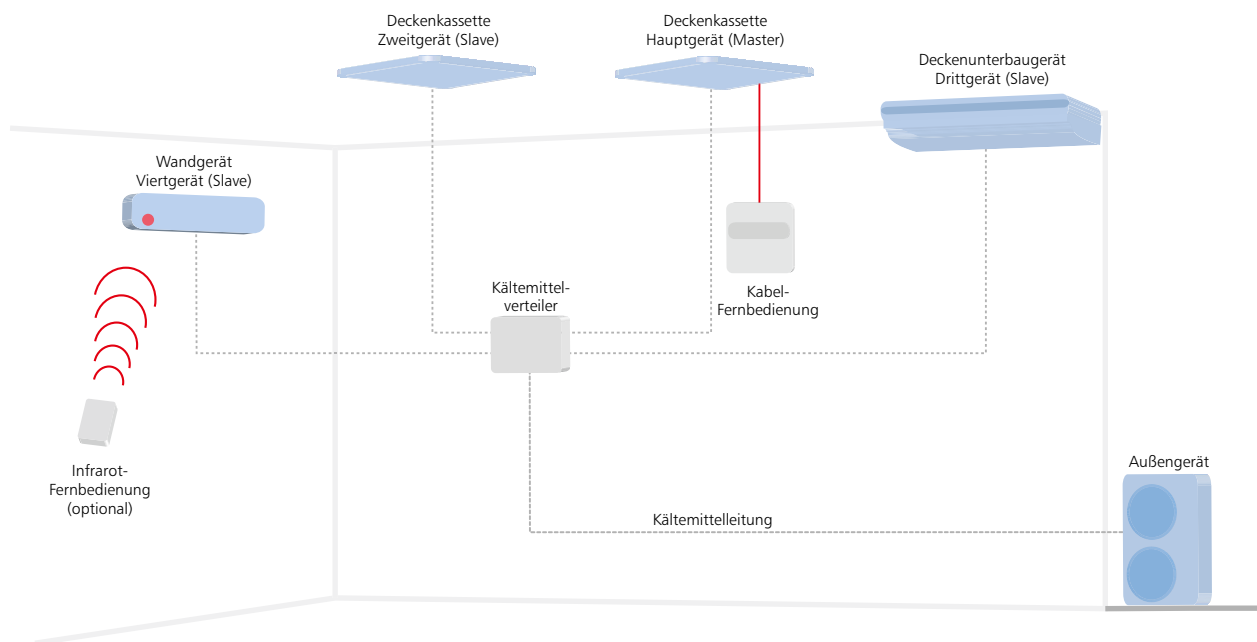 Deckenkassette
Zweitgerät (Slave)
Deckenkassette
Hauptgerät (Master)
Deckenunterbaugerät
Drittgerät (Slave)
Wandgerät
Viertgerät (Slave)
Kältemittel-
verteiler
Kabel-
Fernbedienung
Infrarot-
Fernbedienung
(optional)
Außengerät
Kältemittelleitung